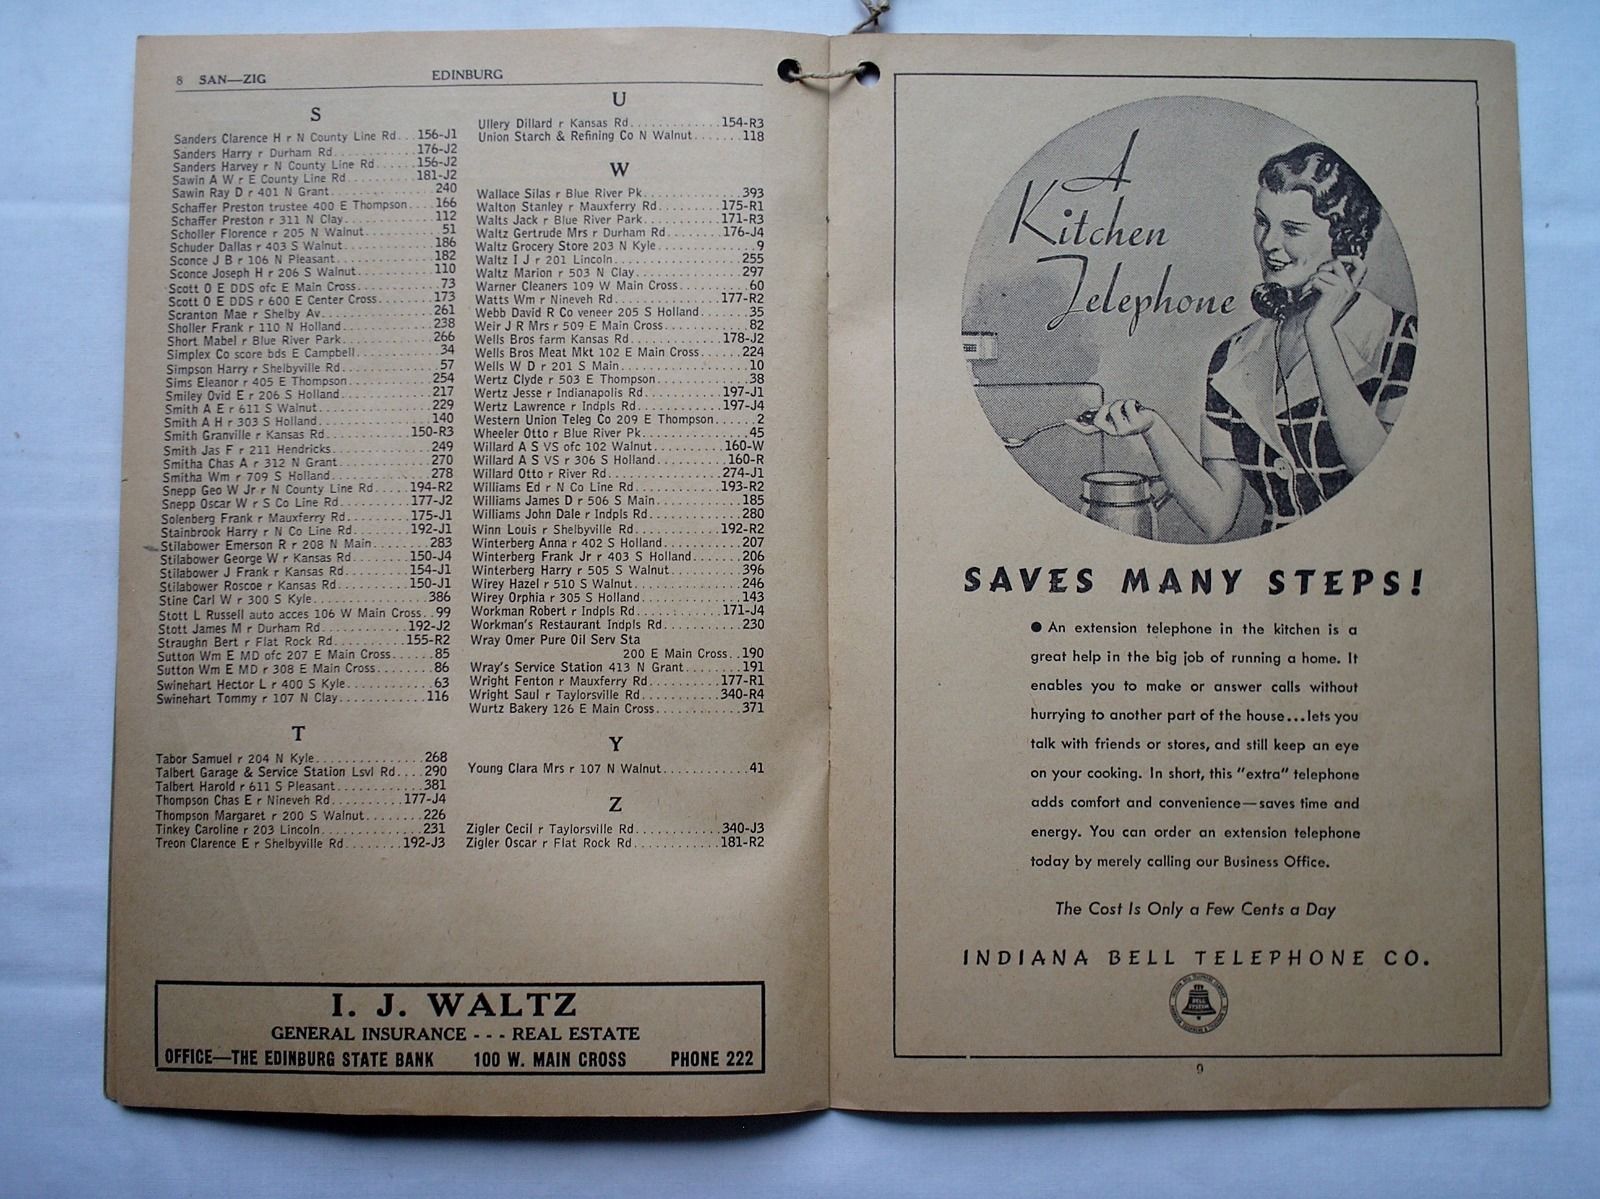 8 SAN—ZIG EDINBURG
S
Sanders Clarence H r N County Line Rd...156-J1
Sanders Harry r Durham Rd............176-J2
Sanders Harvey r N County Line Rd......156-J2
Sawin A W r E County Line Rd..........181-J2
Sawin Ray D r 401 N Grant...............240
Schaffer Preston trustee 400 E Thompson....166
Schaffer Preston r 311 N Clay..............112
Scholler Florence r 205 N Walnut............51
Schuder Dallas r 403 S Walnut..............186
Sconce J B r 106 N Pleasant...............182
Sconce Joseph H r 206 S Walnut............110
Scott O E DDS ofc E Main Cross............73
Scott O E DDS r 600 E Center Cross.........173
Scranton Mae r Shelby Av.................261
Sholler Frank r 110 N Holland..............238
Short Mabel r Blue River Park..............266
Simplex Co score bds E Campbell............34
Simpson Harry r Shelbyville Rd..............57
Sims Eleanor r 405 E Thompson.............254
Smiley Ovid E r 206 S Holland..............217
Smith A E r 611 S Walnut.................229
Smith A H r 303 S Holland.................140
Smith Granville r Kansas Rd.............150-R3
Smith Jas F r 211 Hendricks................249
Smitha Chas A r 312 N Grant...............270
Smitha Wm r 709 S Holland................278
Snepp Geo W Jr r N County Line Rd.....194-R2
Snepp Oscar W r S Co Line Rd..........177-J2
Solenberg Frank r Mauxferry Rd.........175-J1
Stainbrook Harry r N Co Line Rd.........192-J1
Stilabower Emerson R r 208 N Main.........283
Stilabower George W r Kansas Rd........150-J4
Stilabower J Frank r Kansas Rd..........154-J1
Stilabower Roscoe r Kansas Rd..........150-J1
Stine Carl W r 300 S Kyle.................386
Stott L Russell auto acces 106 W Main Cross..99
Stott James M r Durham Rd............192-J2
Straughn Bert r Flat Rock Rd...........155-R2
Sutton Wm E MD ofc 207 E Main Cross......85
Sutton Wm E MD r 308 E Main Cross........86
Swinehart Hector L r 400 S Kyle............63
Swinehart Tommy r 107 N Clay............116
T
Tabor Samuel r 204 N Kyle...............268
Talbert Garage & Service Station Lsvl Rd....290
Talbert Harold r 611 S Pleasant............381
Thompson Chas E r Nineveh Rd..........177-J4
Thompson Margaret r 200 S Walnut........226
Tinkey Caroline r 203 Lincoln..............231
Treon Clarence E r Shelbyville Rd........192-J3
U
Ullery Dillard r Kansas Rd.............154-R3
Union Starch & Refining Co N Walnut.......118
W
Wallace Silas r Blue River Pk..............393
Walton Stanley r Mauxferry Rd.........175-R1
Walts Jack r Blue River Park...........171-R3
Waltz Gertrude Mrs r Durham Rd........176-J4
Waltz Grocery Store 203 N Kyle..............9
Waltz I J r 201 Lincoln...................255
Waltz Marion r 503 N Clay................297
Warner Cleaners 109 W Main Cross..........60
Watts Wm r Nineveh Rd...............177-R2
Webb David R Co veneer 205 S Holland.......35
Weir J R Mrs r 509 E Main Cross...........82
Wells Bros farm Kansas Rd.............178-J2
Wells Bros Meat Mkt 102 E Main Cross......224
Wells W D r 201 S Main..................10
Wertz Clyde r 503 E Thompson.............38
Wertz Jesse r Indianapolis Rd...........197-J1
Wertz Lawrence r Indpls Rd............197-J4
Western Union Teleg Co 209 E Thompson......2
Wheeler Otto r Blue River Pk..............45
Willard A S VS ofc 102 Walnut..........160-W
Willard A S VS r 306 S Holland..........160-R
Willard Otto r River Rd................274-J1
Williams Ed r N Co Line Rd............193-R2
Williams James D r 506 S Main............185
Williams John Dale r Indpls Rd............280
Winn Louis r Shelbyville Rd............192-R2
Winterberg Anna r 402 S Holland...........207
Winterberg Frank Jr r 403 S Holland.......206
Winterberg Harry r 505 S Walnut..........396
Wirey Hazel r 510 S Walnut...............246
Wirey Orphia r 305 S Holland..............143
Workman Robert r Indpls Rd............171-J4
Workman's Restaurant Indpls Rd...........230
Wray Omer Pure Oil Serv Sta
200 E Main Cross..190
Wray's Service Station 413 N Grant........191
Wright Fenton r Mauxferry Rd..........177-R1
Wright Saul r Taylorsville Rd...........340-R4
Wurtz Bakery 126 E Main Cross............371
Y
Young Clara Mrs r 107 N Walnut............41
Z
Zigler Cecil r Taylorsville Rd............340-J3
Zigler Oscar r Flat Rock Rd............181-R2
I. J. WALTZ
GENERAL INSURANCE - - - REAL ESTATE
OFFICE—THE EDINBURG STATE BANK 100 W. MAIN CROSS PHONE 222
A
Kitchen
Telephone
SAVES MANY STEPS!
● An extension telephone in the kitchen is a
great help in the big job of running a home. It
enables you to make or answer calls without
hurrying to another part of the house...lets you
talk with friends or stores, and still keep an eye
on your cooking. In short, this "extra" telephone
adds comfort and convenience—saves time and
energy. You can order an extension telephone
today by merely calling our Business Office.
The Cost Is Only a Few Cents a Day
INDIANA BELL TELEPHONE CO.
BELL
SYSTEM
9